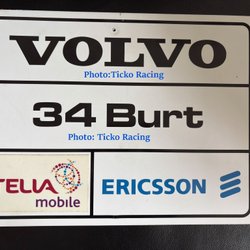 VOLVO
Photo:Ticko Racing
34 Burt
Photo: Ticko Racing
TELIA
mobile
ERICSSON